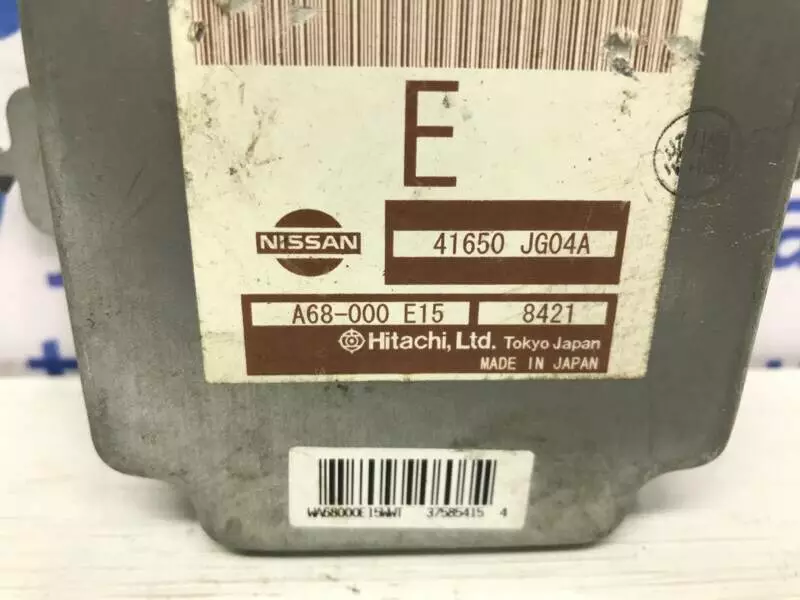 E
NISSAN 41650 JG04A
A68-000 E15 8421
Hitachi, Ltd. Tokyo Japan
MADE IN JAPAN
WA68000E15WWT 37585415 4